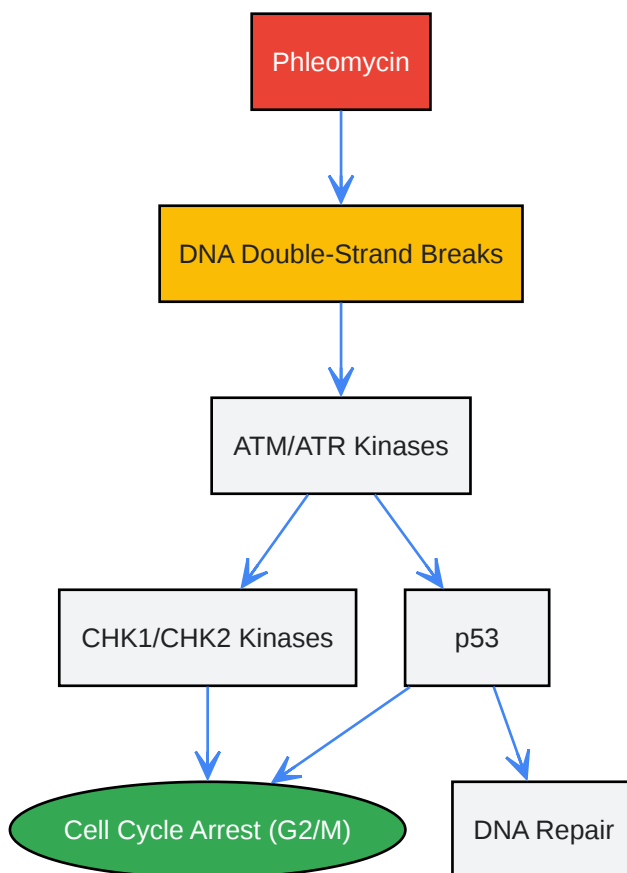 Phleomycin
DNA Double-Strand Breaks
ATM/ATR Kinases
CHK1/CHK2 Kinases
p53
Cell Cycle Arrest (G2/M)
DNA Repair